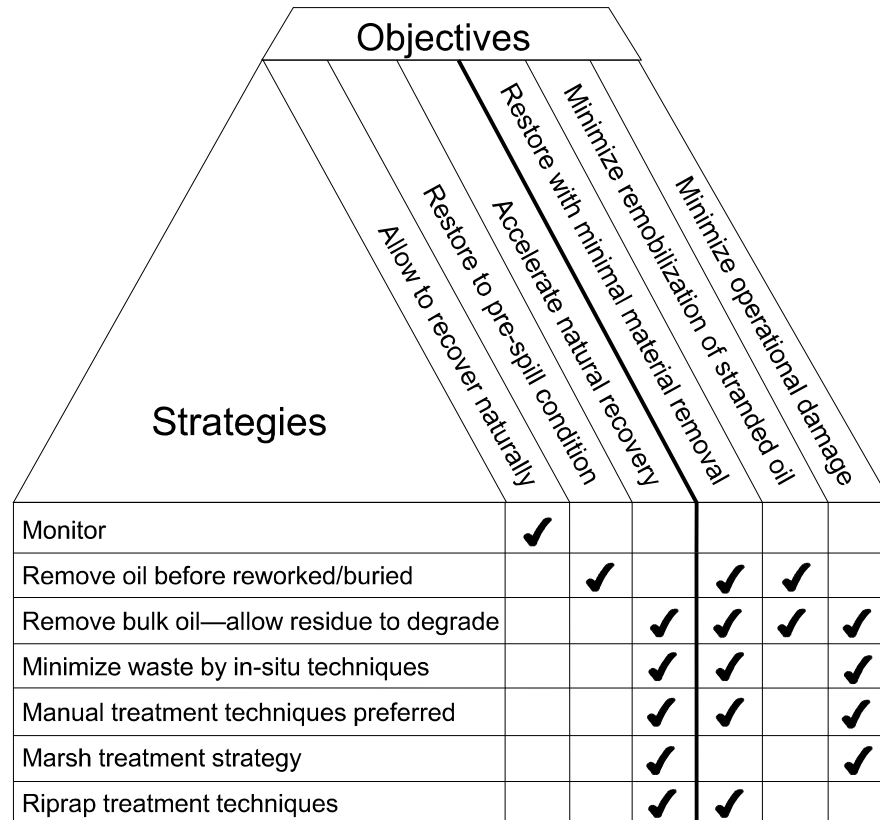 Objectives
Allow to recover naturally
Restore to pre-spill condition
Accelerate natural recovery
Restore with minimal material removal
Minimize remobilization of stranded oil
Minimize operational damage
Strategies
Monitor
Remove oil before reworked/buried
Remove bulk oil—allow residue to degrade
Minimize waste by in-situ techniques
Manual treatment techniques preferred
Marsh treatment strategy
Riprap treatment techniques